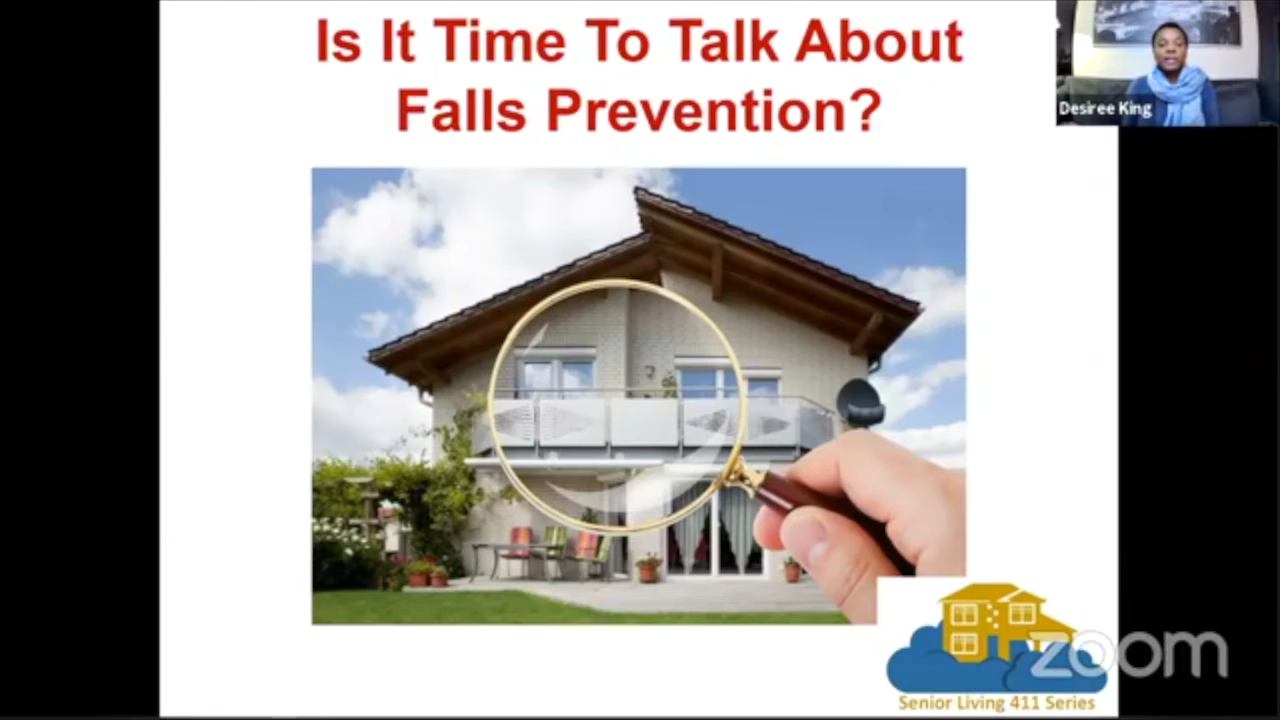 Is It Time To Talk About
Falls Prevention?
Desiree King
zoom
Senior Living 411 Series